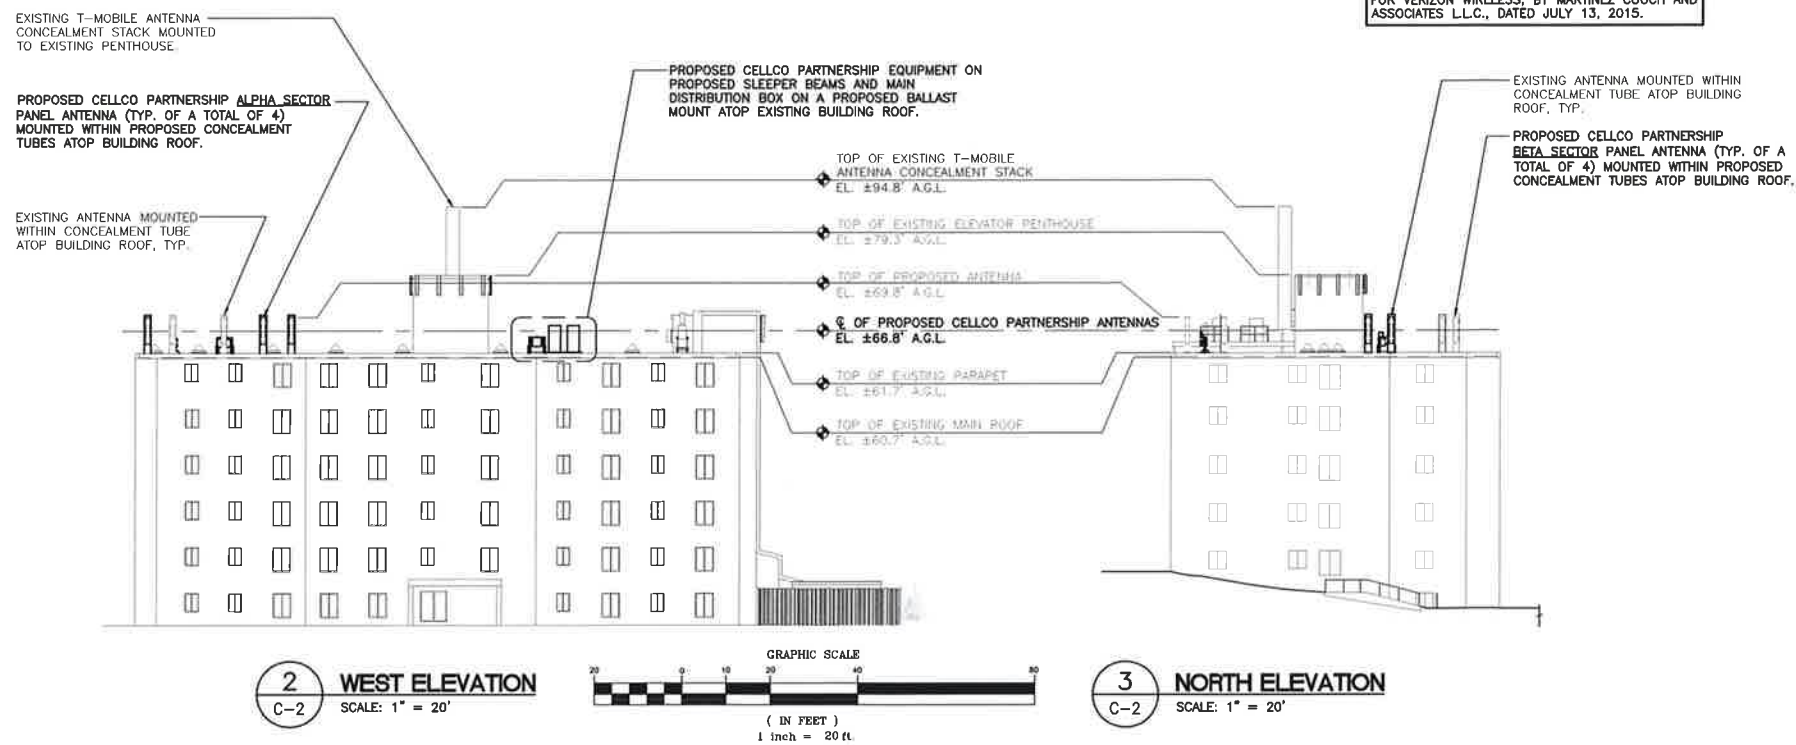 FOR VERIZON WIRELESS, BY MARTINEZ COUCH AND
ASSOCIATES L.L.C., DATED JULY 13, 2015.
EXISTING T-MOBILE ANTENNA
CONCEALMENT STACK MOUNTED
TO EXISTING PENTHOUSE.
PROPOSED CELLCO PARTNERSHIP ALPHA SECTOR
PANEL ANTENNA (TYP. OF A TOTAL OF 4)
MOUNTED WITHIN PROPOSED CONCEALMENT
TUBES ATOP BUILDING ROOF.
EXISTING ANTENNA MOUNTED
WITHIN CONCEALMENT TUBE
ATOP BUILDING ROOF, TYP.
PROPOSED CELLCO PARTNERSHIP EQUIPMENT ON
PROPOSED SLEEPER BEAMS AND MAIN
DISTRIBUTION BOX ON A PROPOSED BALLAST
MOUNT ATOP EXISTING BUILDING ROOF.
TOP OF EXISTING T-MOBILE
ANTENNA CONCEALMENT STACK
EL. ±94.8' A.G.L.
TOP OF EXISTING ELEVATOR PENTHOUSE
EL. ±79.3' A.G.L.
TOP OF PROPOSED ANTENNA
EL. ±69.8' A.G.L.
℄ OF PROPOSED CELLCO PARTNERSHIP ANTENNAS
EL. ±66.8' A.G.L.
TOP OF EXISTING PARAPET
EL. ±61.7' A.G.L.
TOP OF EXISTING MAIN ROOF
EL. ±60.7' A.G.L.
EXISTING ANTENNA MOUNTED WITHIN
CONCEALMENT TUBE ATOP BUILDING
ROOF, TYP.
PROPOSED CELLCO PARTNERSHIP
BETA SECTOR PANEL ANTENNA (TYP. OF A
TOTAL OF 4) MOUNTED WITHIN PROPOSED
CONCEALMENT TUBES ATOP BUILDING ROOF.
2
C-2
WEST ELEVATION
SCALE: 1" = 20'
GRAPHIC SCALE
20 0 10 20 40 80
( IN FEET )
1 inch = 20 ft.
3
C-2
NORTH ELEVATION
SCALE: 1" = 20'